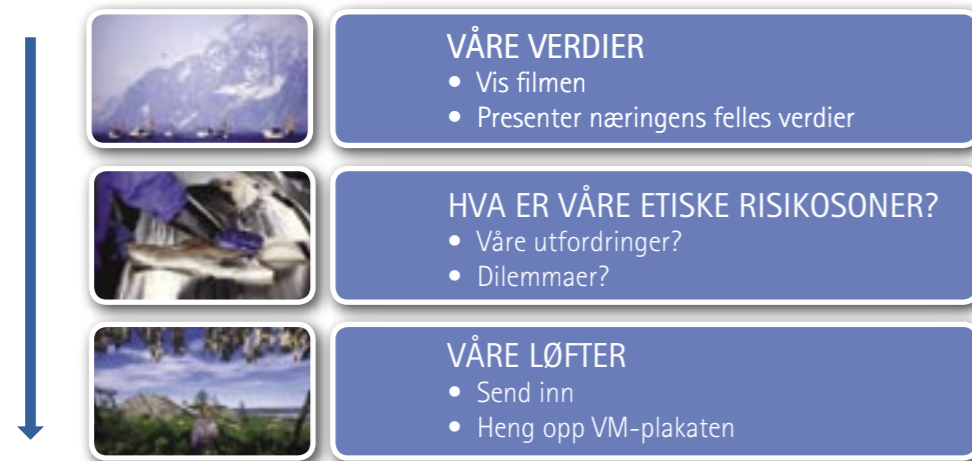 VÅRE VERDIER
• Vis filmen
• Presenter næringens felles verdier
HVA ER VÅRE ETISKE RISIKOSONER?
• Våre utfordringer?
• Dilemmaer?
VÅRE LØFTER
• Send inn
• Heng opp VM-plakaten